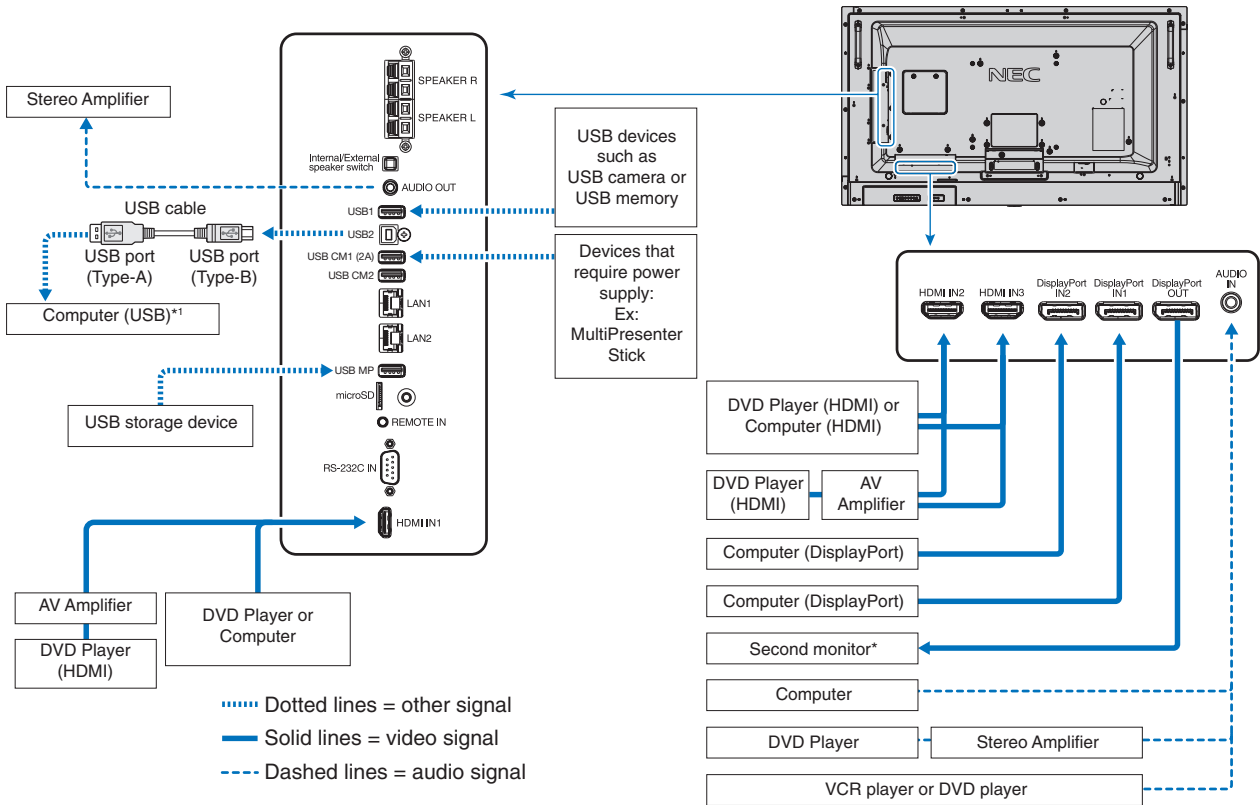 NEC
SPEAKER R
SPEAKER L
Internal/External
speaker switch
AUDIO OUT
USB1
USB2
USB CM1 (2A)
USB CM2
LAN1
LAN2
USB MP
microSD
REMOTE IN
RS-232C IN
HDMI IN1
Stereo Amplifier
USB cable
USB port
(Type-A)
USB port
(Type-B)
Computer (USB)*1
USB storage device
AV Amplifier
DVD Player
(HDMI)
DVD Player or
Computer
USB devices
such as
USB camera or
USB memory
Devices that
require power
supply:
Ex:
MultiPresenter
Stick
HDMI IN2
HDMI IN3
DisplayPort
IN2
DisplayPort
IN1
DisplayPort
OUT
AUDIO
IN
DVD Player (HDMI) or
Computer (HDMI)
DVD Player
(HDMI)
AV
Amplifier
Computer (DisplayPort)
Computer (DisplayPort)
Second monitor*
Computer
DVD Player
Stereo Amplifier
VCR player or DVD player
Dotted lines = other signal
Solid lines = video signal
Dashed lines = audio signal